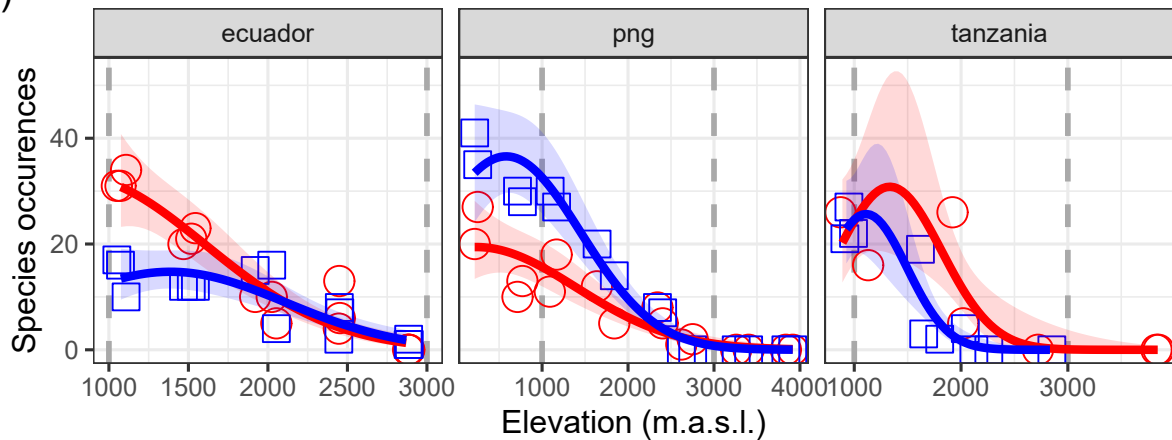 )
ecuador png tanzania
Species occurences
40
20
0
1000 1500 2000 2500 3000 1000 2000 3000 4000 1000 2000 3000
Elevation (m.a.s.l.)